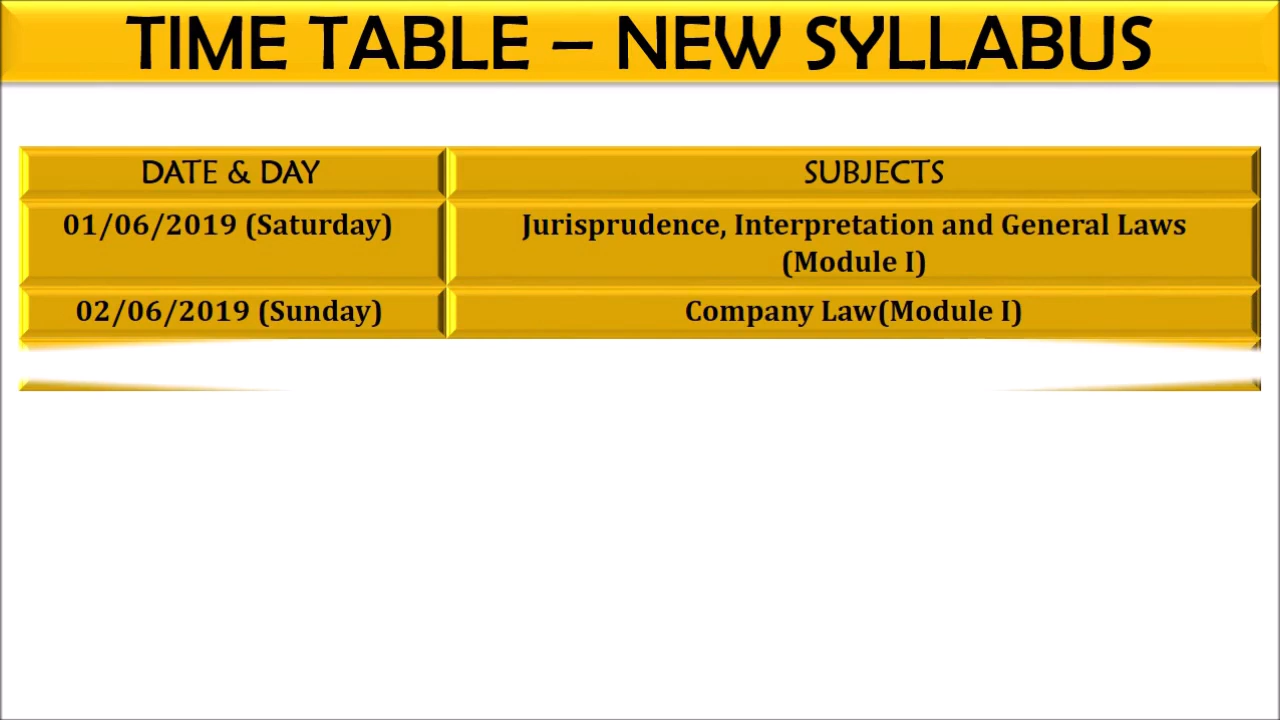 TIME TABLE – NEW SYLLABUS
DATE & DAY
SUBJECTS
01/06/2019 (Saturday)
Jurisprudence, Interpretation and General Laws
(Module I)
02/06/2019 (Sunday)
Company Law(Module I)